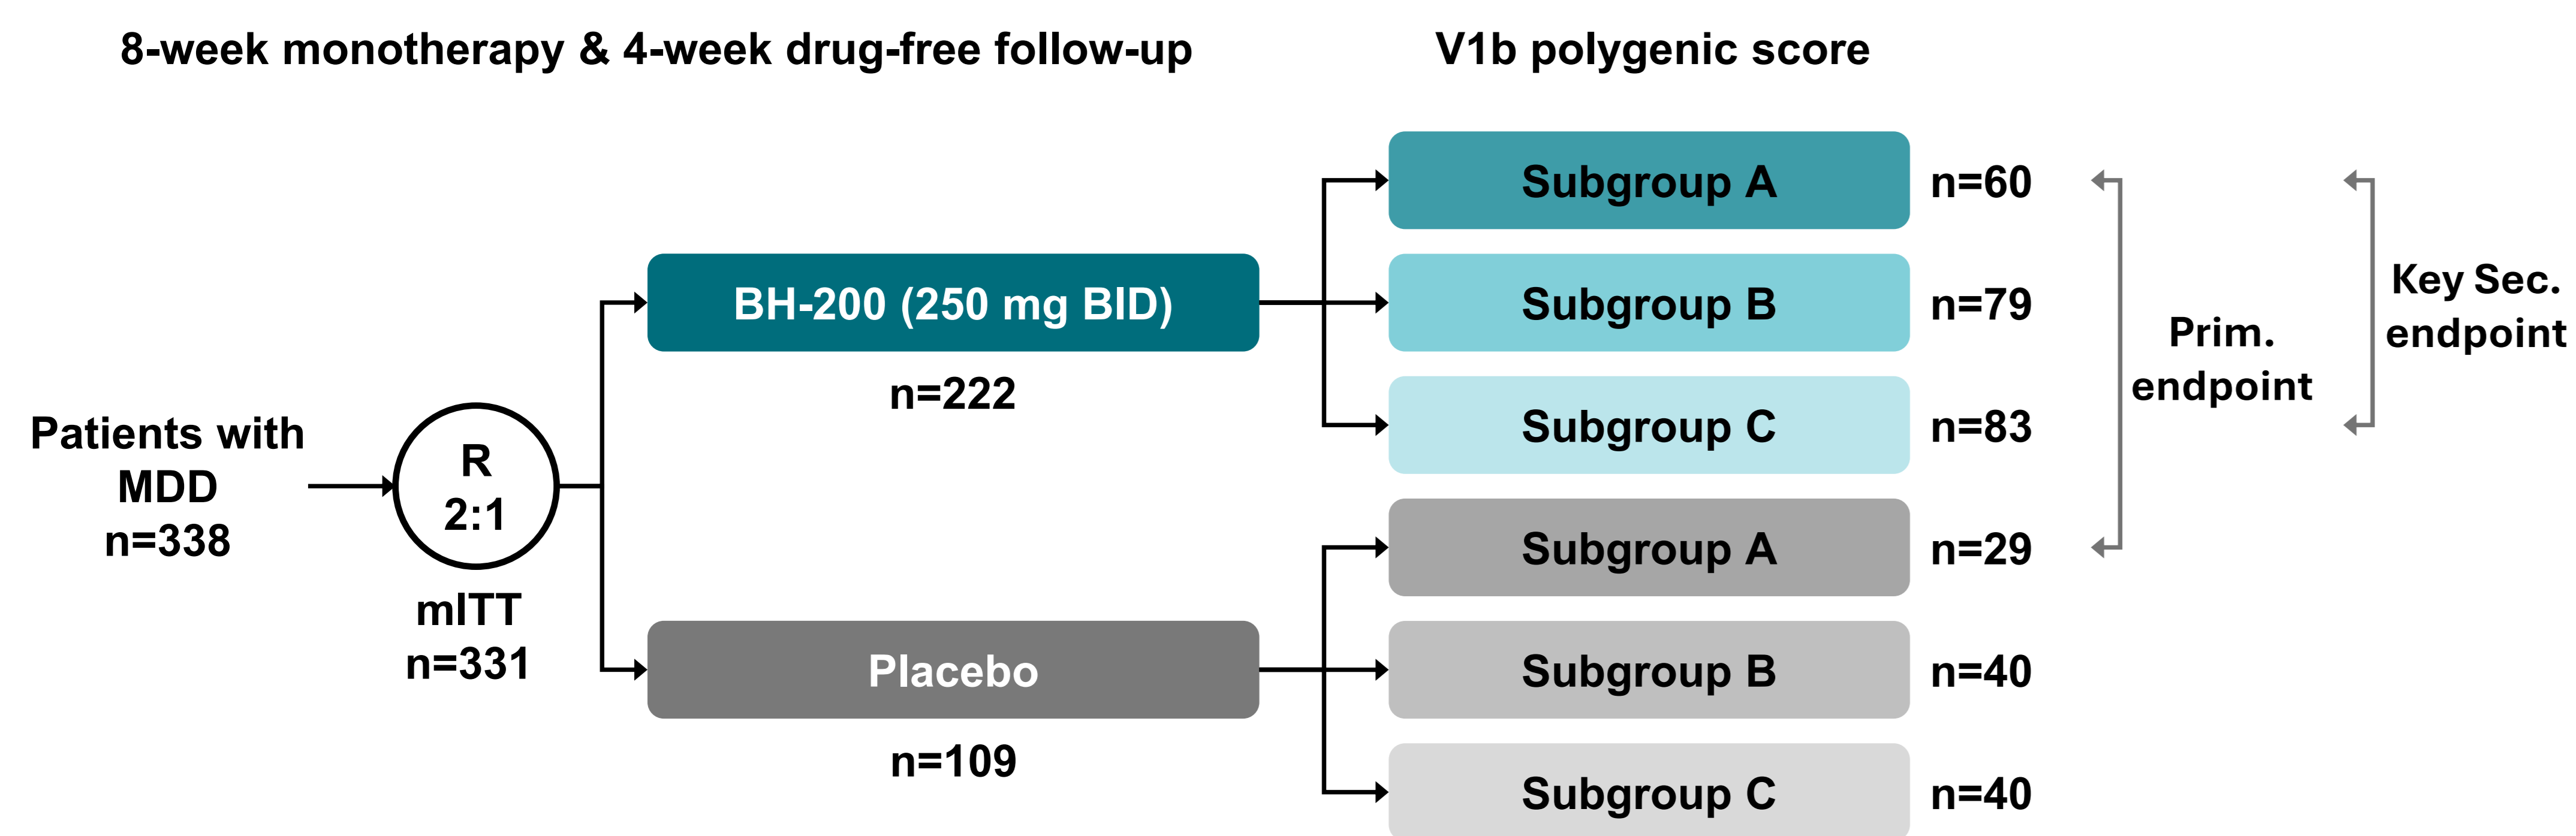 8-week monotherapy & 4-week drug-free follow-up
V1b polygenic score
Patients with
MDD
n=338
R
2:1
mITT
n=331
BH-200 (250 mg BID)
n=222
Placebo
n=109
Subgroup A n=60
Subgroup B n=79
Subgroup C n=83
Subgroup A n=29
Subgroup B n=40
Subgroup C n=40
Prim.
endpoint
Key Sec.
endpoint